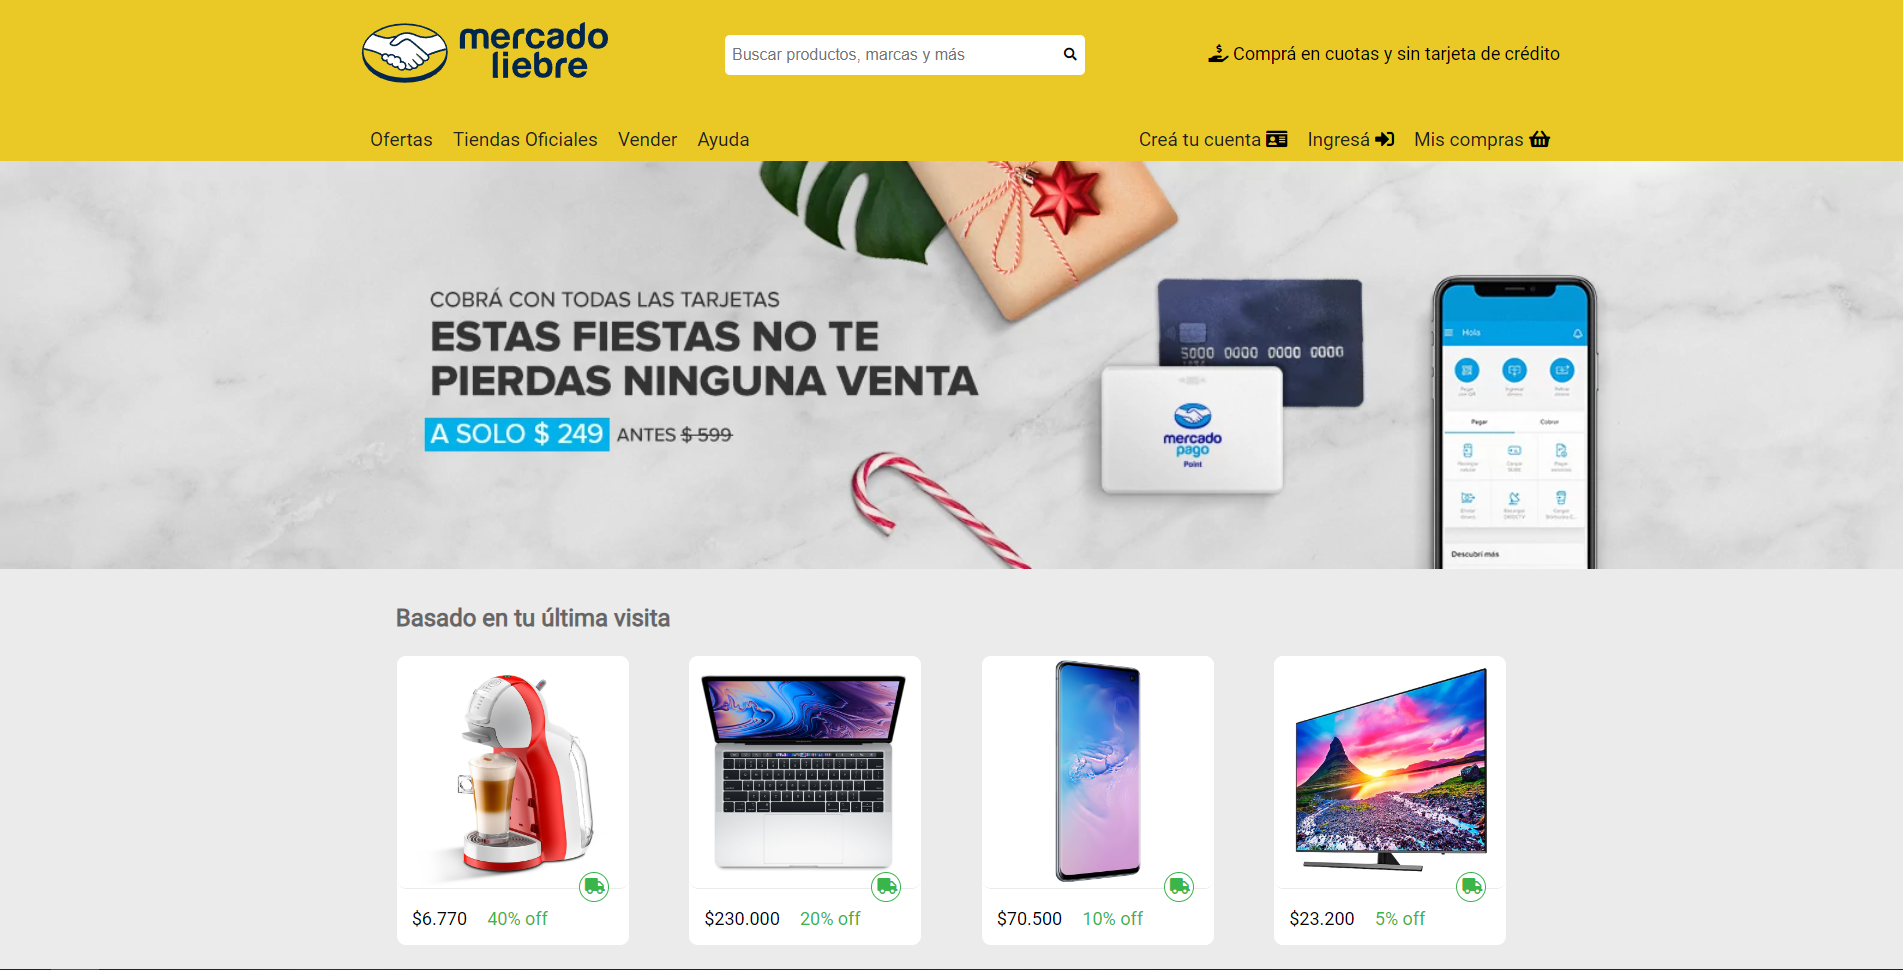 mercado
liebre
Buscar productos, marcas y más
Comprá en cuotas y sin tarjeta de crédito
Ofertas Tiendas Oficiales Vender Ayuda
Creá tu cuenta Ingresá Mis compras
COBRÁ CON TODAS LAS TARJETAS
ESTAS FIESTAS NO TE
PIERDAS NINGUNA VENTA
A SOLO $ 249 ANTES $ 599
5000 0000 0000 0000
mercado
pago
Point
Hola
Pagar Cobrar
Descubrí más
Basado en tu última visita
$6.770 40% off
$230.000 20% off
$70.500 10% off
$23.200 5% off